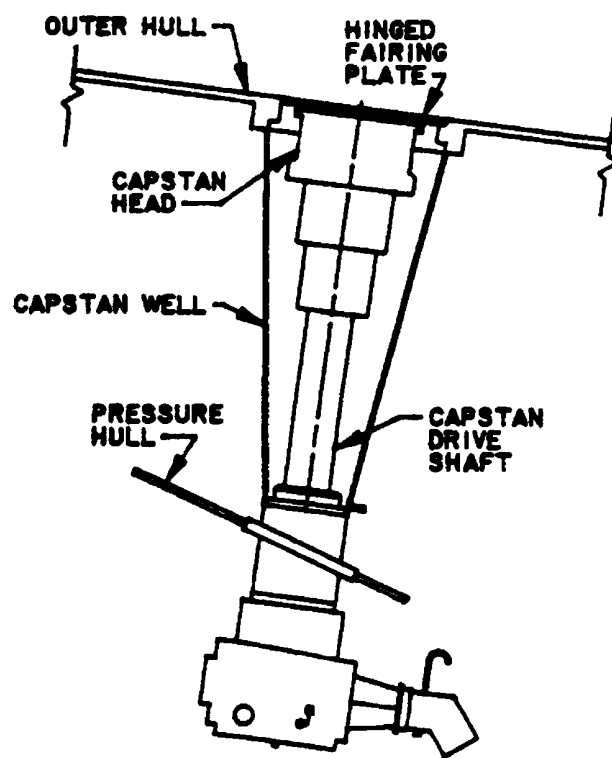 OUTER HULL
HINGED
FAIRING
PLATE
CAPSTAN
HEAD
CAPSTAN WELL
PRESSURE
HULL
CAPSTAN
DRIVE
SHAFT